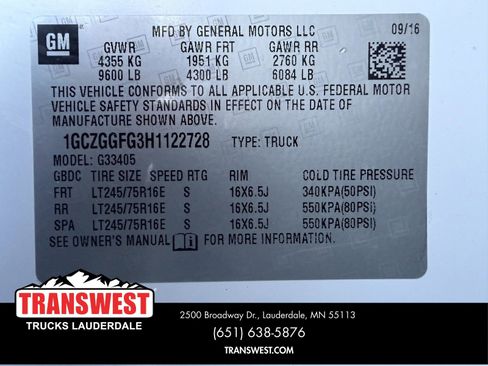 GM
MFD BY GENERAL MOTORS LLC
09/16
GVWR GAWR FRT GAWR RR
4355 KG 1951 KG 2760 KG
9600 LB 4300 LB 6084 LB
THIS VEHICLE CONFORMS TO ALL APPLICABLE U.S. FEDERAL MOTOR
VEHICLE SAFETY STANDARDS IN EFFECT ON THE DATE OF
MANUFACTURE SHOWN ABOVE.
1GCZGGFG3H1122728 TYPE: TRUCK
MODEL: G33405
GBDC TIRE SIZE SPEED RTG RIM COLD TIRE PRESSURE
FRT LT245/75R16E S 16X6.5J 340KPA(50PSI)
RR LT245/75R16E S 16X6.5J 550KPA(80PSI)
SPA LT245/75R16E S 16X6.5J 550KPA(80PSI)
SEE OWNER'S MANUAL FOR MORE INFORMATION
TRANSWEST
TRUCKS LAUDERDALE
2500 Broadway Dr., Lauderdale, MN 55113
(651) 638-5876
TRANSWEST.COM